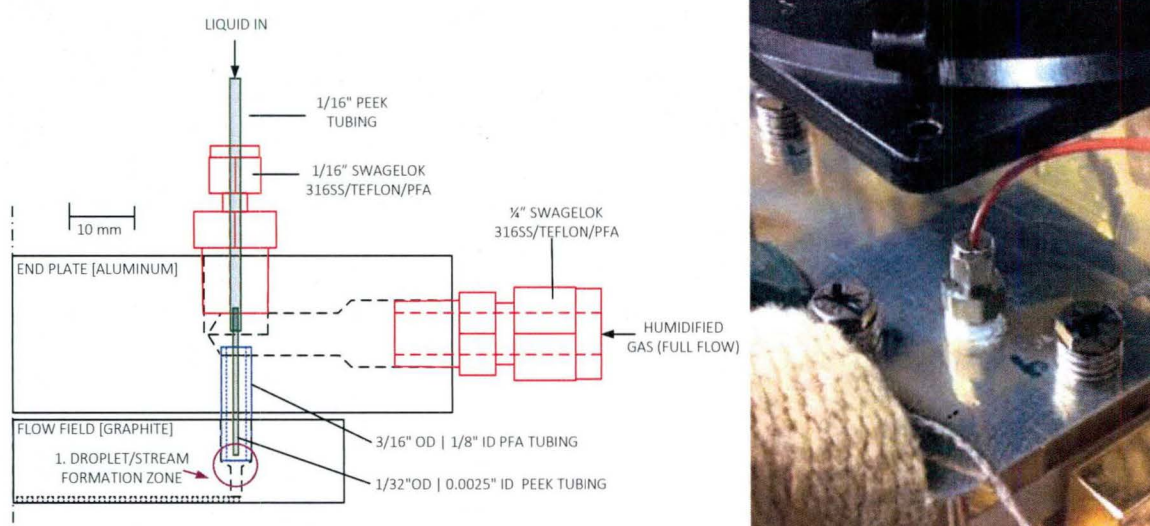 LIQUID IN
1/16" PEEK
TUBING
1/16" SWAGELOK
316SS/TEFLON/PFA
¼" SWAGELOK
316SS/TEFLON/PFA
10 mm
END PLATE [ALUMINUM]
HUMIDIFIED
GAS (FULL FLOW)
FLOW FIELD [GRAPHITE]
3/16" OD | 1/8" ID PFA TUBING
1. DROPLET/STREAM
FORMATION ZONE
1/32"OD | 0.0025" ID PEEK TUBING